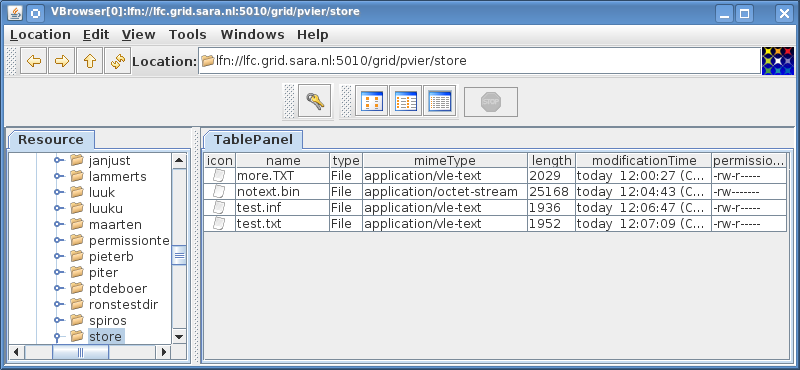 VBrowser[0]:lfn://lfc.grid.sara.nl:5010/grid/pvier/store
Location Edit View Tools Windows Help
Location: lfn://lfc.grid.sara.nl:5010/grid/pvier/store
STOP
Resource
janjust
lammerts
luuk
luuku
maarten
permissionte
pieterb
piter
ptdeboer
ronstestdir
spiros
store
TablePanel
icon name type mimeType length modificationTime permissio...
more.TXT File application/vle-text 2029 today 12:00:27 (C... -rw-r-----
notext.bin File application/octet-stream 25168 today 12:04:43 (C... -rw-------
test.inf File application/vle-text 1936 today 12:06:47 (C... -rw-r-----
test.txt File application/vle-text 1952 today 12:07:09 (C... -rw-r-----